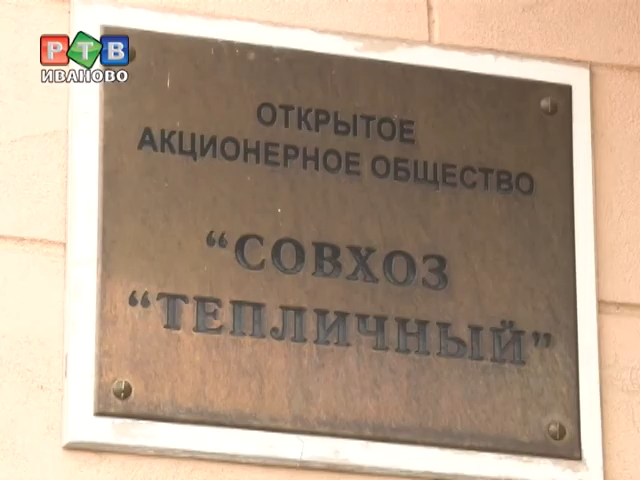 РТВ
ИВАНОВО
ОТКРЫТОЕ
АКЦИОНЕРНОЕ ОБЩЕСТВО
“СОВХОЗ
“ТЕПЛИЧНЫЙ”